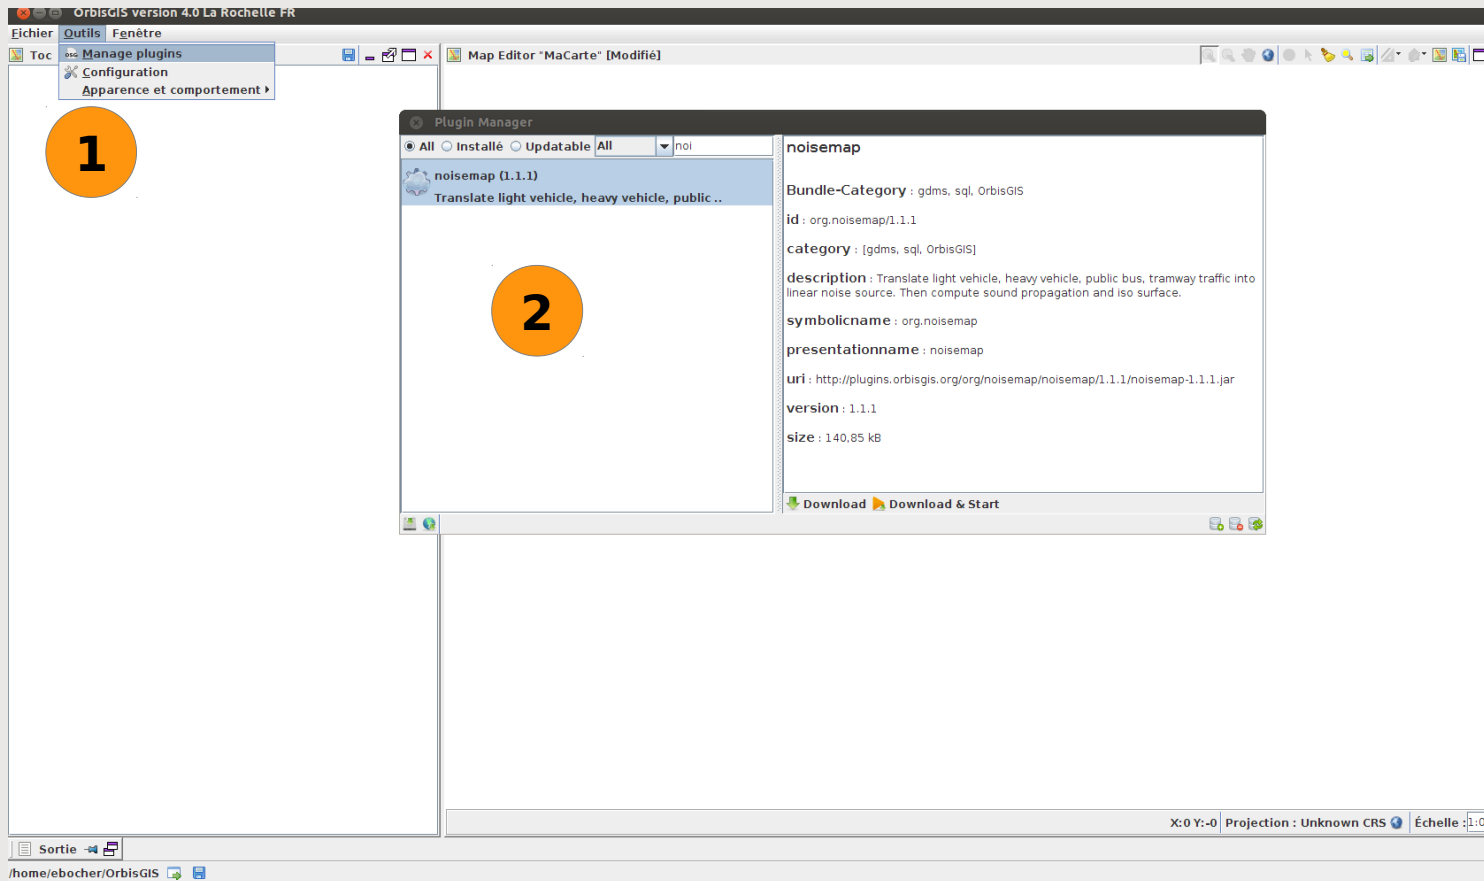 OrbisGIS version 4.0 La Rochelle FR
Fichier Outils Fenêtre
Toc
Manage plugins
Configuration
Apparence et comportement
Map Editor "MaCarte" [Modifié]
1
Plugin Manager
All Installé Updatable All noi
noisemap (1.1.1)
Translate light vehicle, heavy vehicle, public ..
2
noisemap
Bundle-Category : gdms, sql, OrbisGIS
id : org.noisemap/1.1.1
category : [gdms, sql, OrbisGIS]
description : Translate light vehicle, heavy vehicle, public bus, tramway traffic into
linear noise source. Then compute sound propagation and iso surface.
symbolicname : org.noisemap
presentationname : noisemap
uri : http://plugins.orbisgis.org/org/noisemap/noisemap/1.1.1/noisemap-1.1.1.jar
version : 1.1.1
size : 140,85 kB
Download Download & Start
X:0 Y:-0 Projection : Unknown CRS Échelle : 1:0
Sortie
/home/ebocher/OrbisGIS